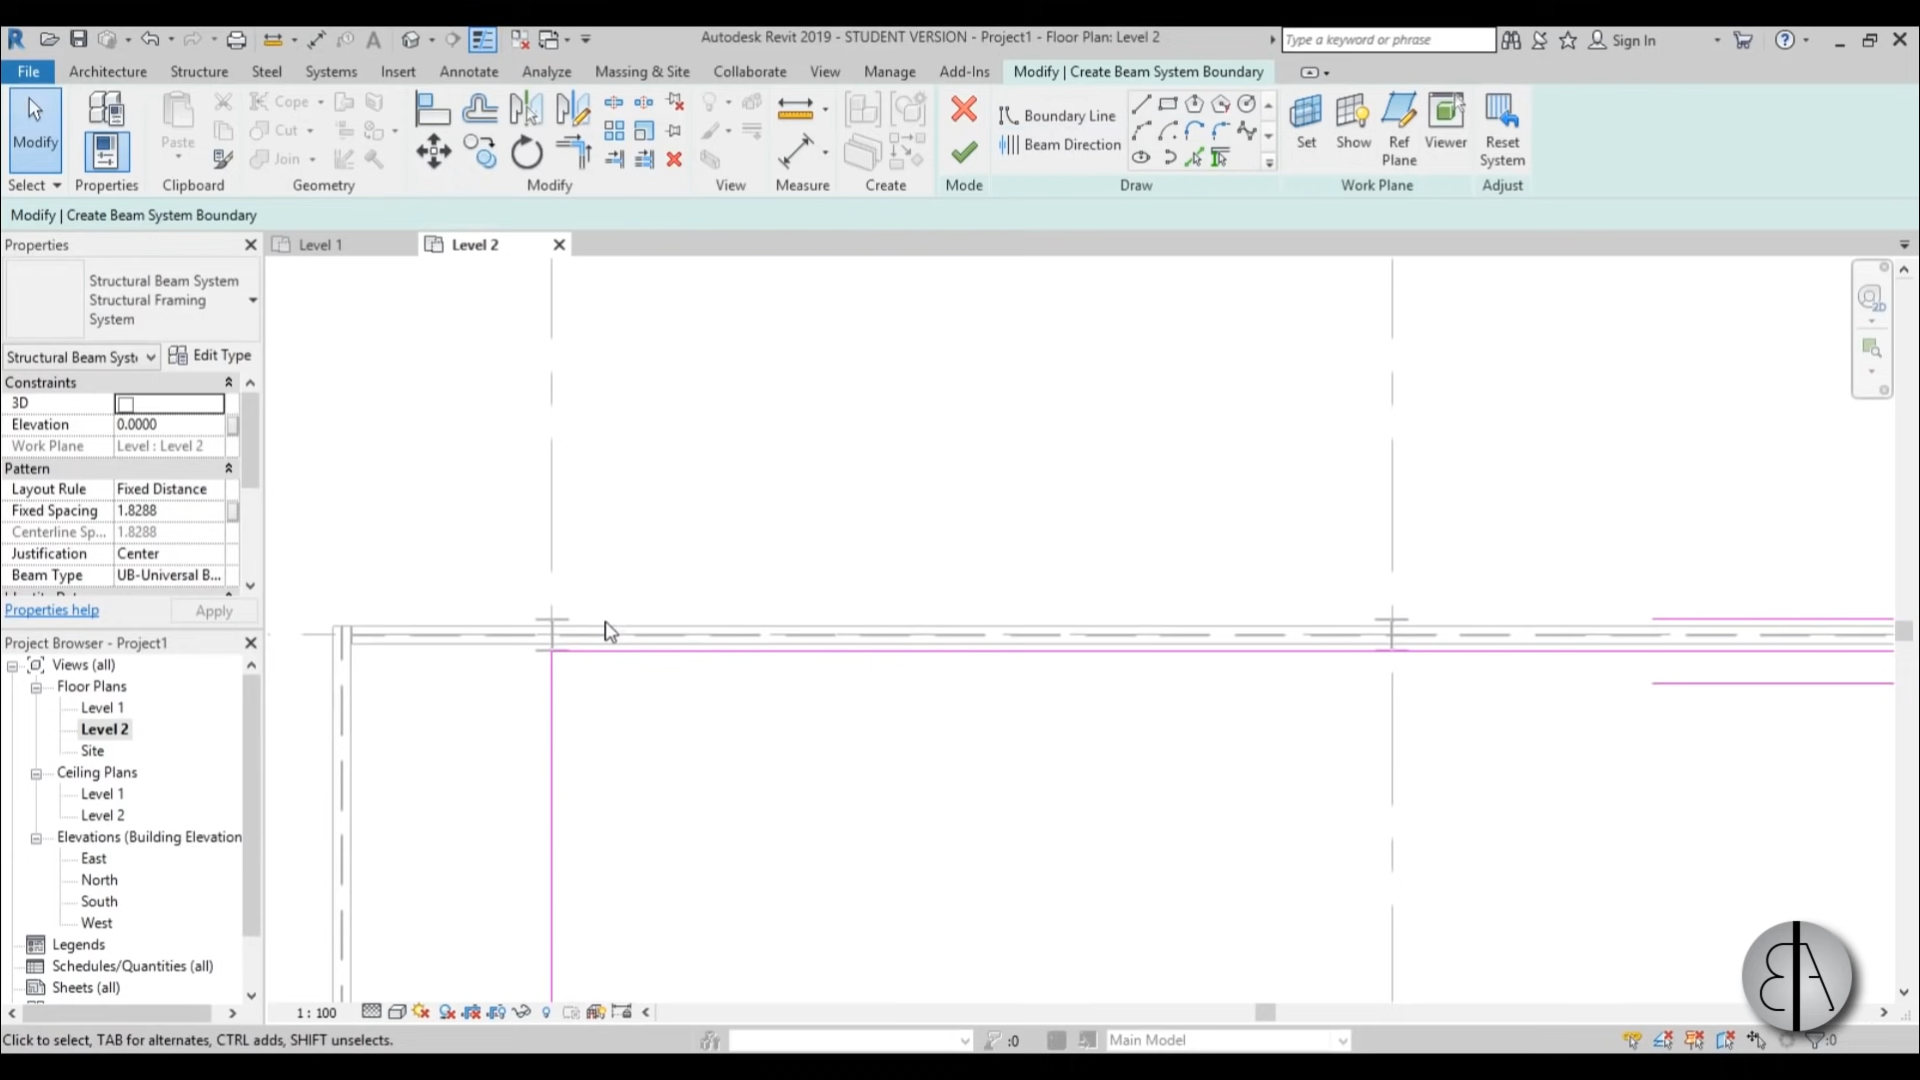 Autodesk Revit 2019 - STUDENT VERSION - Project1 - Floor Plan: Level 2
Type a keyword or phrase
Sign In
File Architecture Structure Steel Systems Insert Annotate Analyze Massing & Site Collaborate View Manage Add-Ins Modify | Create Beam System Boundary
Modify
Paste
Cope
Cut
Join
Boundary Line
Beam Direction
Set
Show
Ref
Plane
Viewer
Reset
System
Select Properties Clipboard Geometry Modify View Measure Create Mode Draw Work Plane Adjust
Modify | Create Beam System Boundary
Properties
Level 1
Level 2
Structural Beam System
Structural Framing
System
Structural Beam Syst
Edit Type
Constraints
3D
Elevation 0.0000
Work Plane Level : Level 2
Pattern
Layout Rule Fixed Distance
Fixed Spacing 1.8288
Centerline Sp... 1.8288
Justification Center
Beam Type UB-Universal B...
Properties help
Apply
Project Browser - Project1
Views (all)
Floor Plans
Level 1
Level 2
Site
Ceiling Plans
Level 1
Level 2
Elevations (Building Elevation
East
North
South
West
Legends
Schedules/Quantities (all)
Sheets (all)
1 : 100
2D
Click to select, TAB for alternates, CTRL adds, SHIFT unselects.
:0
Main Model
:0